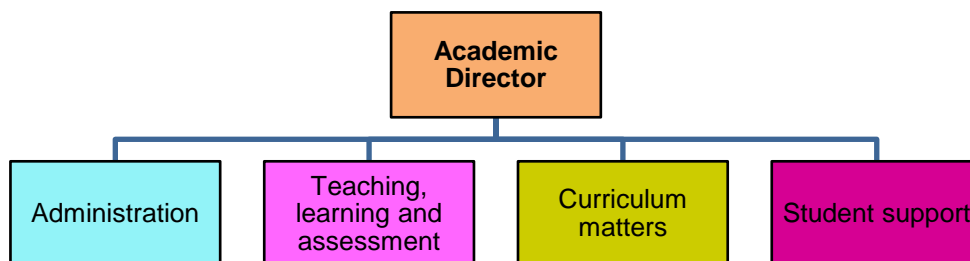 Academic
Director
Administration
Teaching,
learning and
assessment
Curriculum
matters
Student support